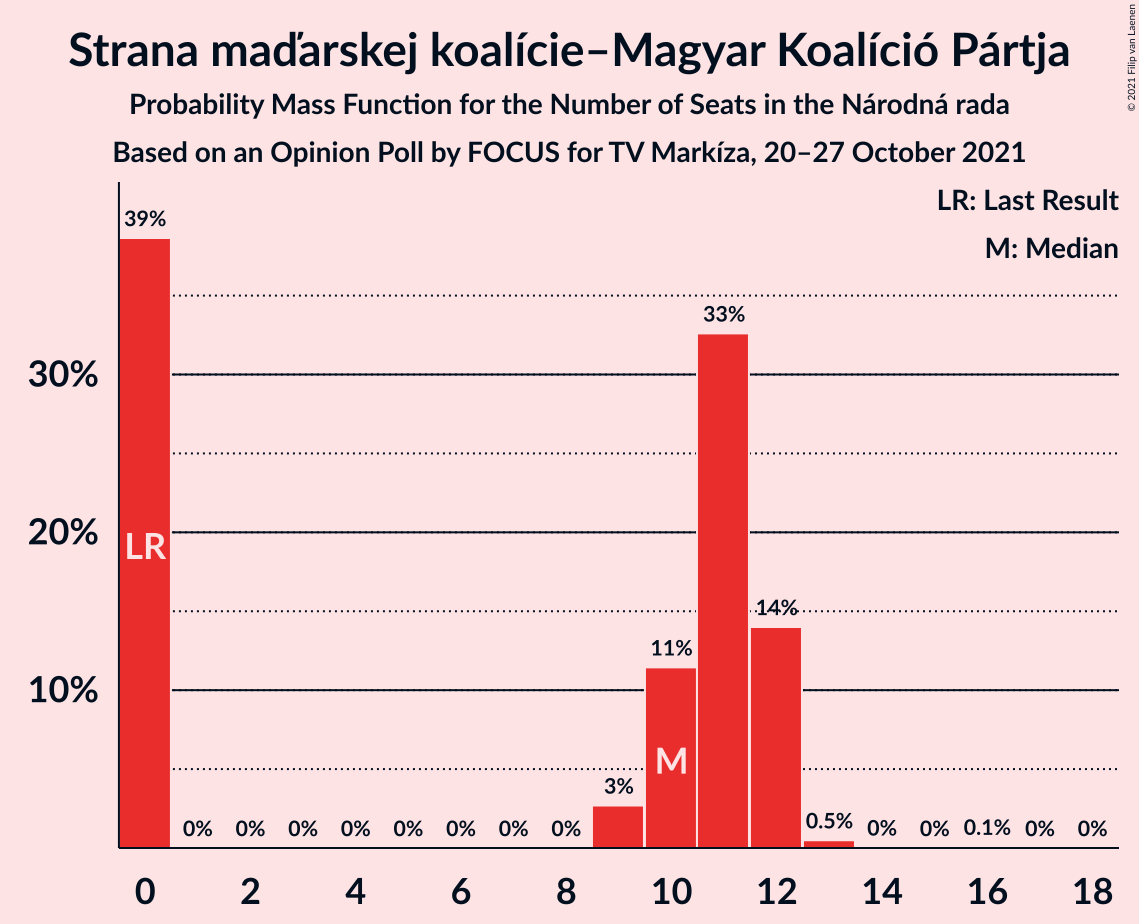 Strana maďarskej koalície–Magyar Koalíció Pártja
Probability Mass Function for the Number of Seats in the Národná rada
Based on an Opinion Poll by FOCUS for TV Markíza, 20–27 October 2021
© 2021 Filip van Laenen
LR: Last Result
M: Median
39%
33%
30%
20%
LR
14%
11%
10%
M
3%
0% 0% 0% 0% 0% 0% 0% 0% 0.5% 0% 0% 0.1% 0% 0%
0 2 4 6 8 10 12 14 16 18